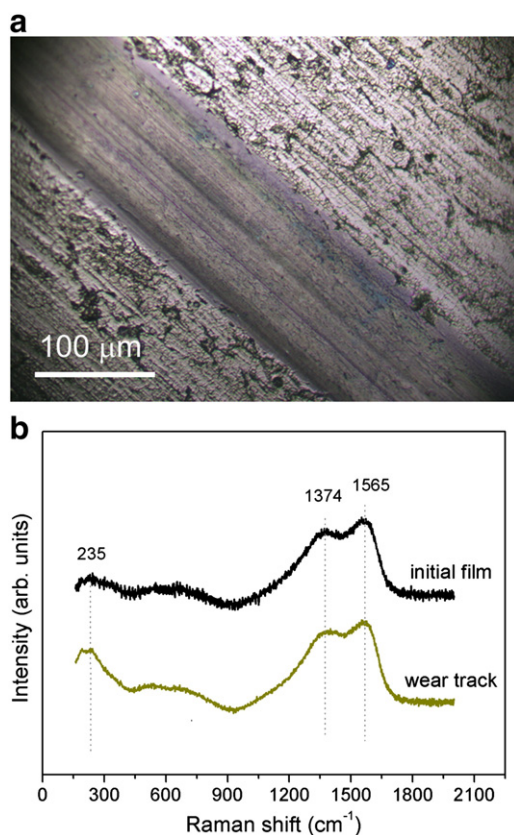 a
100 μm
b
1374 1565
235
initial film
wear track
Intensity (arb. units)
0 300 600 900 1200 1500 1800 2100
Raman shift (cm⁻¹)